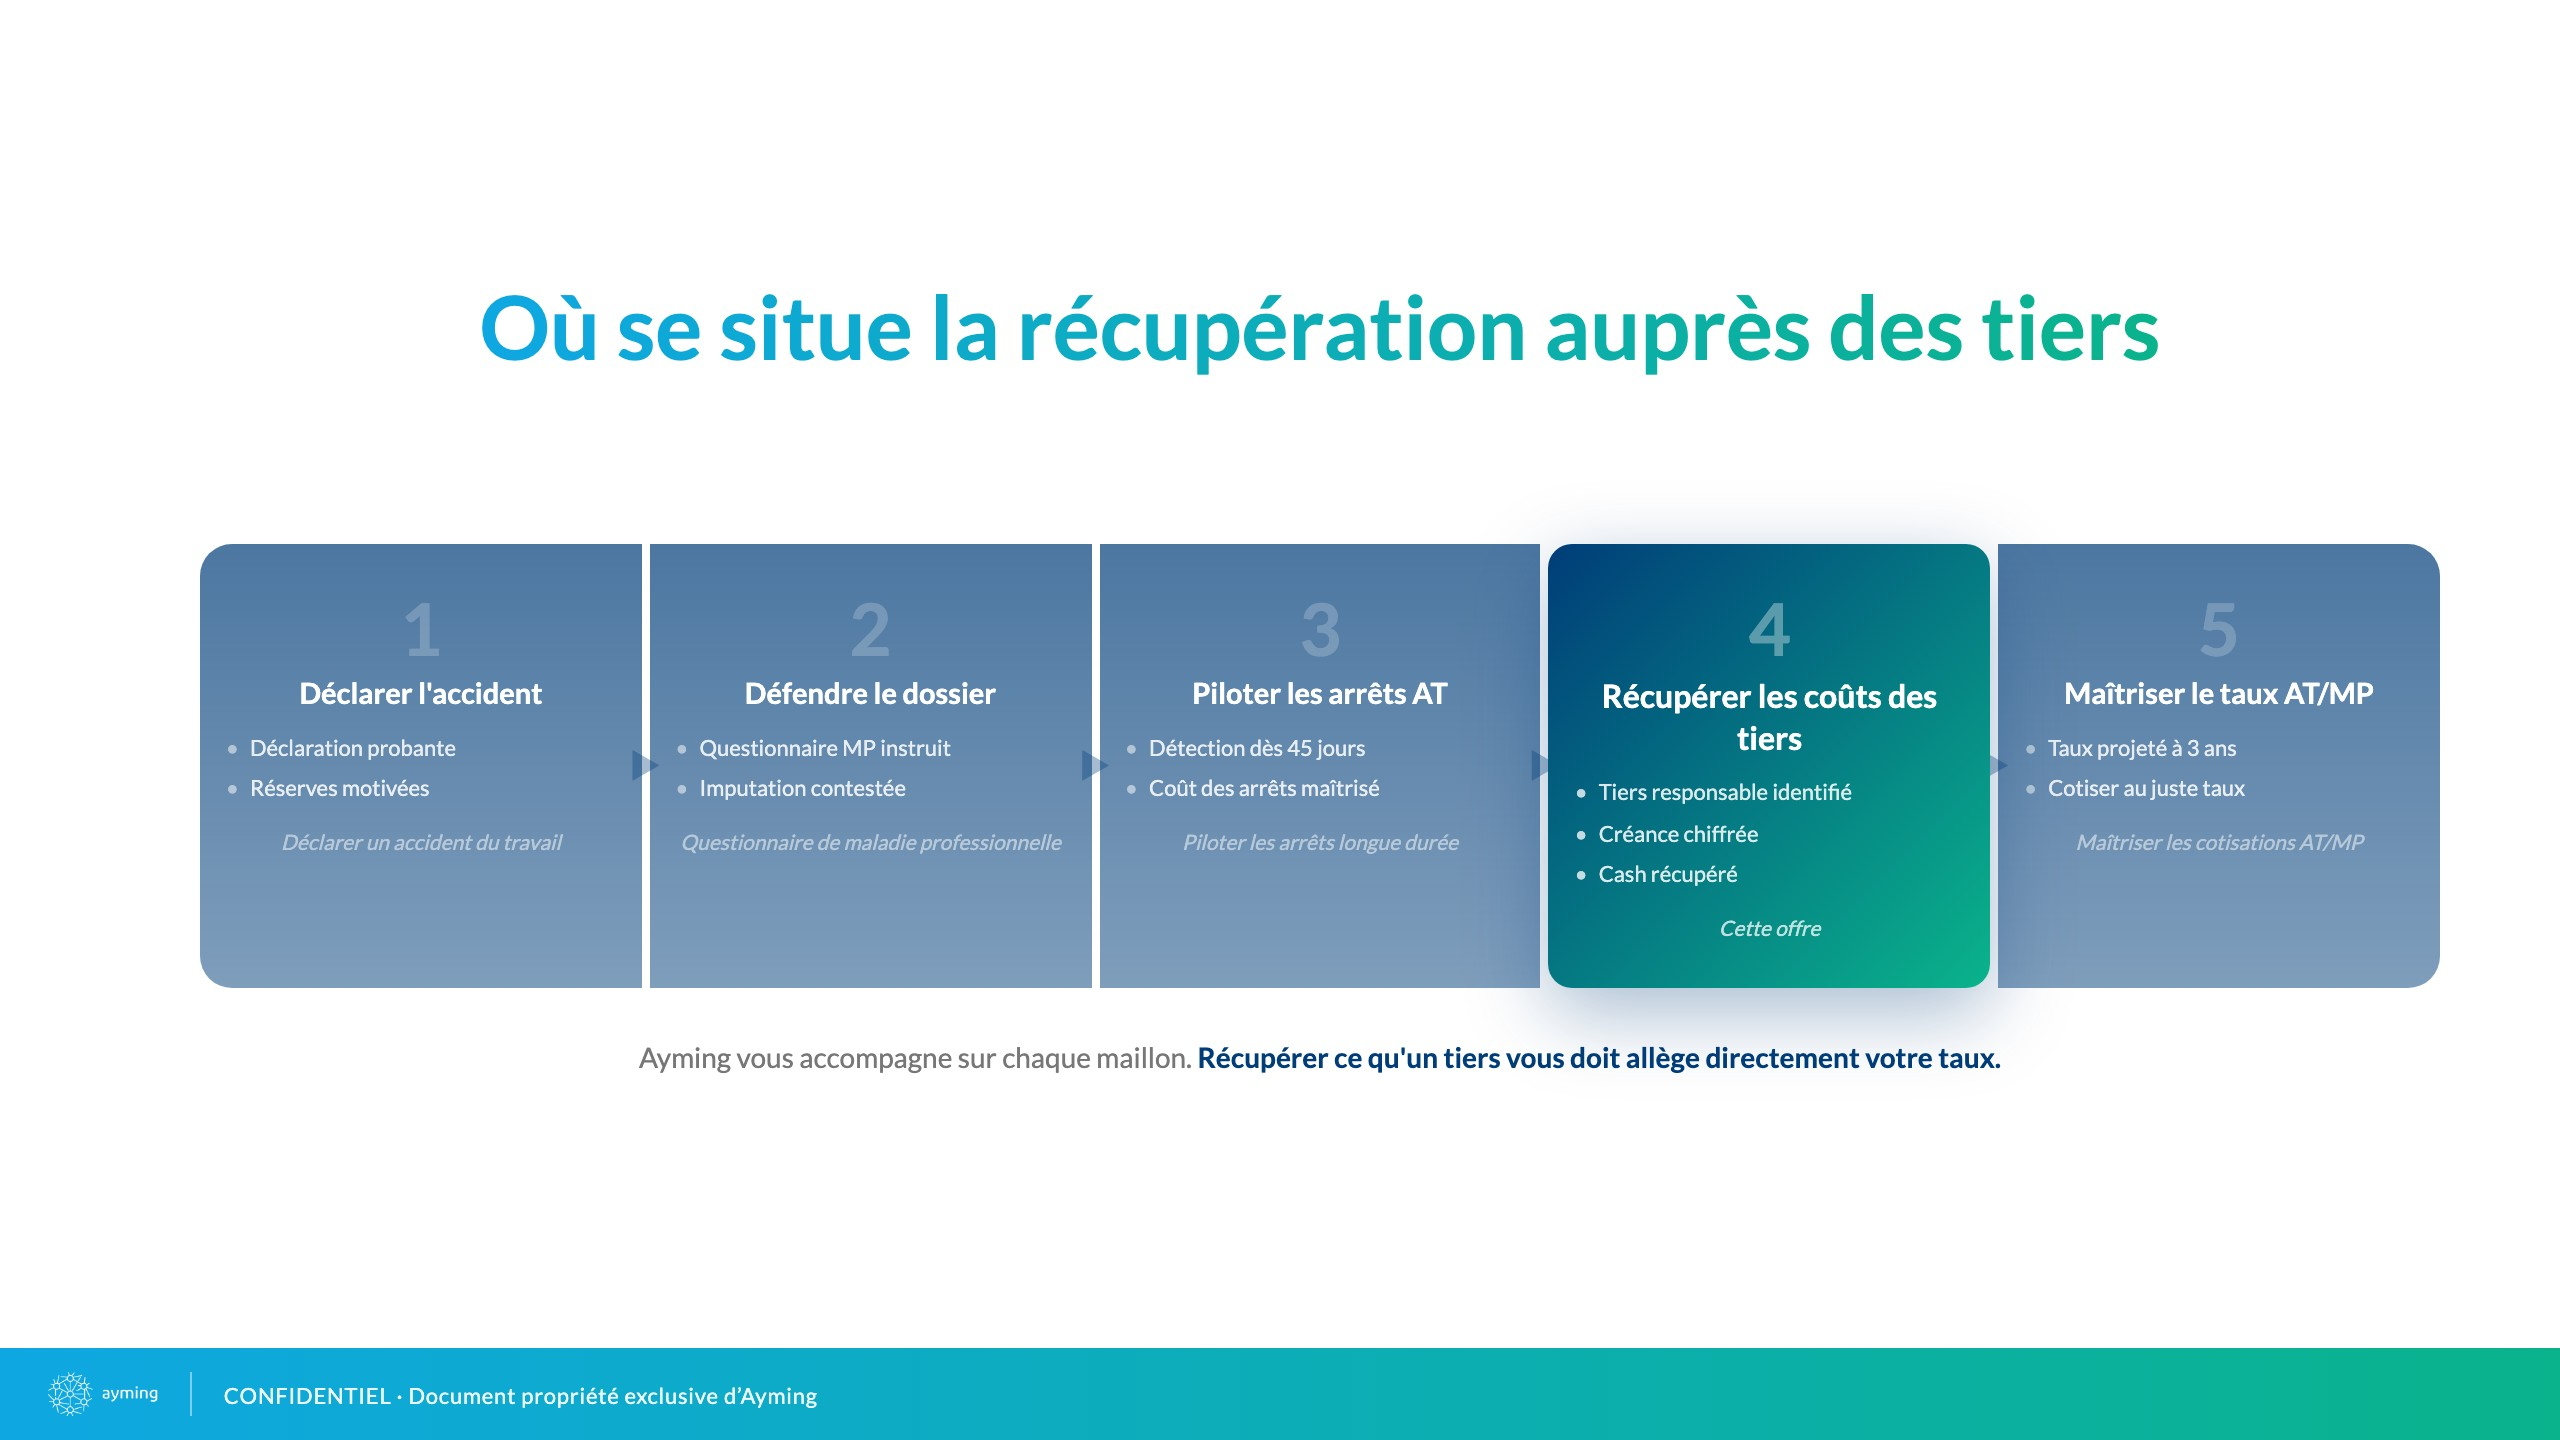 Où se situe la récupération auprès des tiers
1
Déclarer l'accident
• Déclaration probante
• Réserves motivées
Déclarer un accident du travail
2
Défendre le dossier
• Questionnaire MP instruit
• Imputation contestée
Questionnaire de maladie professionnelle
3
Piloter les arrêts AT
• Détection dès 45 jours
• Coût des arrêts maîtrisé
Piloter les arrêts longue durée
4
Récupérer les coûts des
tiers
• Tiers responsable identifié
• Créance chiffrée
• Cash récupéré
Cette offre
5
Maîtriser le taux AT/MP
• Taux projeté à 3 ans
• Cotiser au juste taux
Maîtriser les cotisations AT/MP
Ayming vous accompagne sur chaque maillon. Récupérer ce qu'un tiers vous doit allège directement votre taux.
ayming
CONFIDENTIEL · Document propriété exclusive d’Ayming